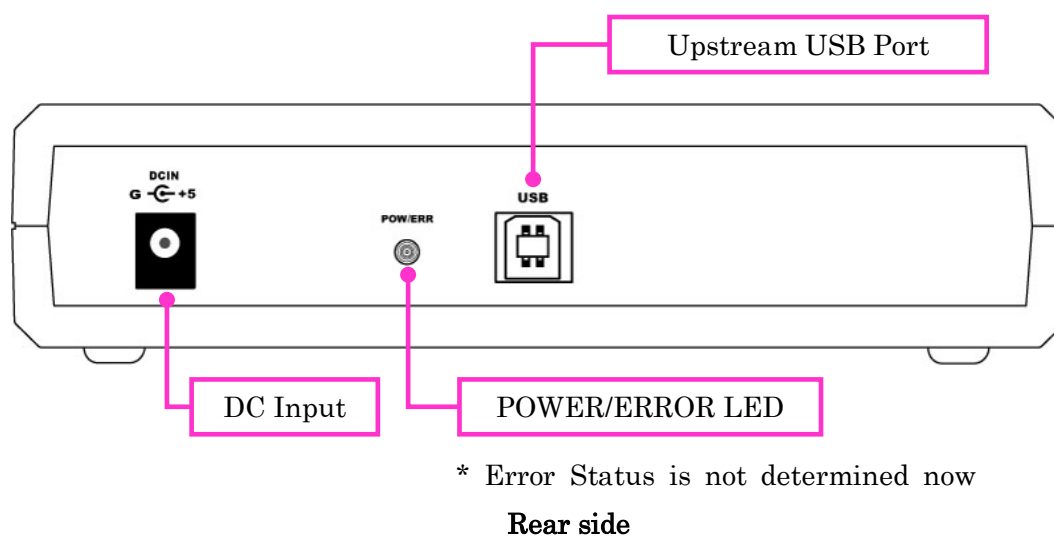 Upstream USB Port
DCIN
G +5
POW/ERR
USB
DC Input
POWER/ERROR LED
* Error Status is not determined now
Rear side